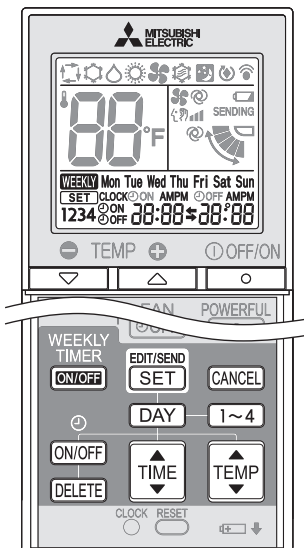 MITSUBISHI
ELECTRIC
SENDING
88°F
WEEKLY Mon Tue Wed Thu Fri Sat Sun
SET CLOCK ON AMPM OFF AMPM
1234 ON OFF 88:88 88:88
TEMP OFF/ON
POWERFUL
WEEKLY
TIMER
EDIT/SEND
ON/OFF SET CANCEL
DAY 1~4
ON/OFF TIME TEMP
DELETE
CLOCK RESET